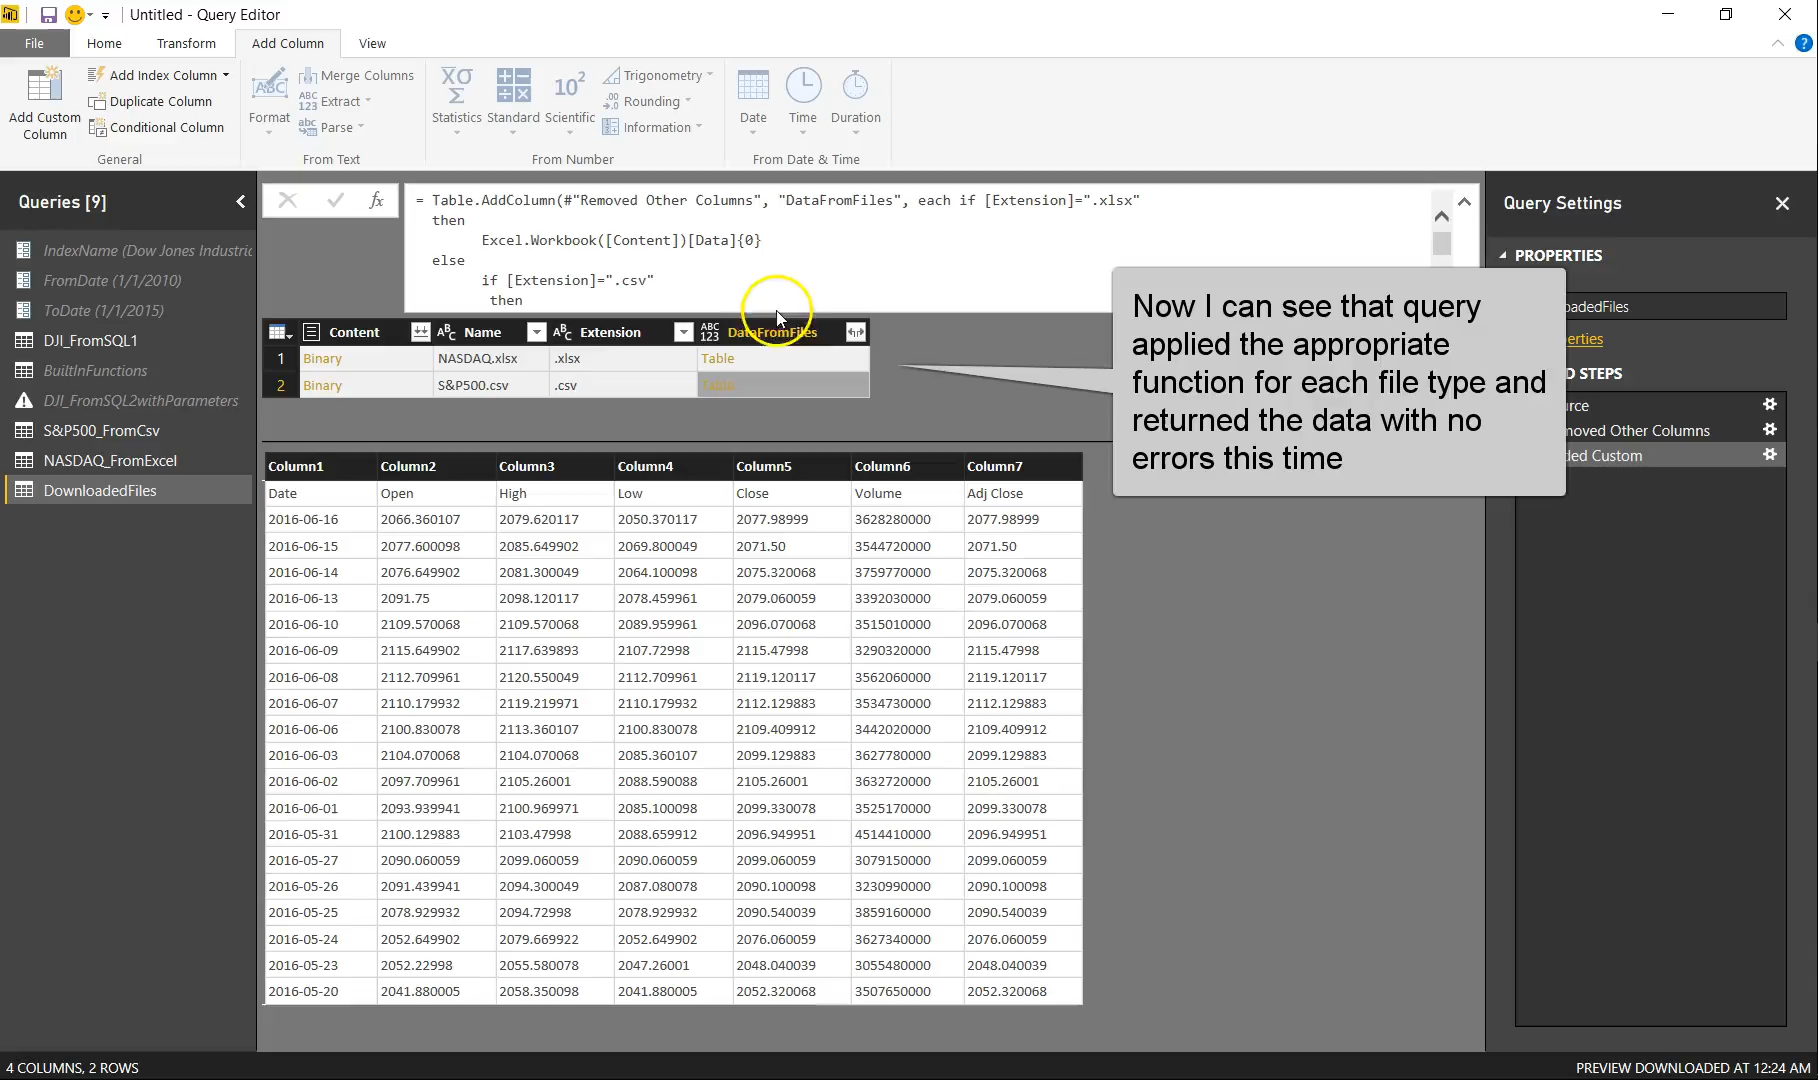 Untitled - Query Editor
File
Home
Transform
Add Column
View
Add Custom
Column
Add Index Column
Duplicate Column
Conditional Column
General
Format
Merge Columns
Extract
Parse
From Text
Statistics
Standard
Scientific
Trigonometry
Rounding
Information
From Number
Date
Time
Duration
From Date & Time
Queries [9]
IndexName (Dow Jones Industric
FromDate (1/1/2010)
ToDate (1/1/2015)
DJI_FromSQL1
BuiltInFunctions
DJI_FromSQL2withParameters
S&P500_FromCsv
NASDAQ_FromExcel
DownloadedFiles
fx
= Table.AddColumn(#"Removed Other Columns", "DataFromFiles", each if [Extension]=".xlsx"
then
Excel.Workbook([Content])[Data]{0}
else
if [Extension]=".csv"
then
Content ABC Name ABC Extension ABC 123 DataFromFiles
1 Binary NASDAQ.xlsx .xlsx Table
2 Binary S&P500.csv .csv Table
Column1 Column2 Column3 Column4 Column5 Column6 Column7
Date Open High Low Close Volume Adj Close
2016-06-16 2066.360107 2079.620117 2050.370117 2077.98999 3628280000 2077.98999
2016-06-15 2077.600098 2085.649902 2069.800049 2071.50 3544720000 2071.50
2016-06-14 2076.649902 2081.300049 2064.100098 2075.320068 3759770000 2075.320068
2016-06-13 2091.75 2098.120117 2078.459961 2079.060059 3392030000 2079.060059
2016-06-10 2109.570068 2109.570068 2089.959961 2096.070068 3515010000 2096.070068
2016-06-09 2115.649902 2117.639893 2107.72998 2115.47998 3290320000 2115.47998
2016-06-08 2112.709961 2120.550049 2112.709961 2119.120117 3562060000 2119.120117
2016-06-07 2110.179932 2119.219971 2110.179932 2112.129883 3534730000 2112.129883
2016-06-06 2100.830078 2113.360107 2100.830078 2109.409912 3442020000 2109.409912
2016-06-03 2104.070068 2104.070068 2085.360107 2099.129883 3627780000 2099.129883
2016-06-02 2097.709961 2105.26001 2088.590088 2105.26001 3632720000 2105.26001
2016-06-01 2093.939941 2100.969971 2085.100098 2099.330078 3525170000 2099.330078
2016-05-31 2100.129883 2103.47998 2088.659912 2096.949951 4514410000 2096.949951
2016-05-27 2090.060059 2099.060059 2090.060059 2099.060059 3079150000 2099.060059
2016-05-26 2091.439941 2094.300049 2087.080078 2090.100098 3230990000 2090.100098
2016-05-25 2078.929932 2094.72998 2078.929932 2090.540039 3859160000 2090.540039
2016-05-24 2052.649902 2079.669922 2052.649902 2076.060059 3627340000 2076.060059
2016-05-23 2052.22998 2055.580078 2047.26001 2048.040039 3055480000 2048.040039
2016-05-20 2041.880005 2058.350098 2041.880005 2052.320068 3507650000 2052.320068
Now I can see that query
applied the appropriate
function for each file type and
returned the data with no
errors this time
Query Settings
PROPERTIES
oadedFiles
erties
D STEPS
rce
moved Other Columns
ded Custom
4 COLUMNS, 2 ROWS
PREVIEW DOWNLOADED AT 12:24 AM